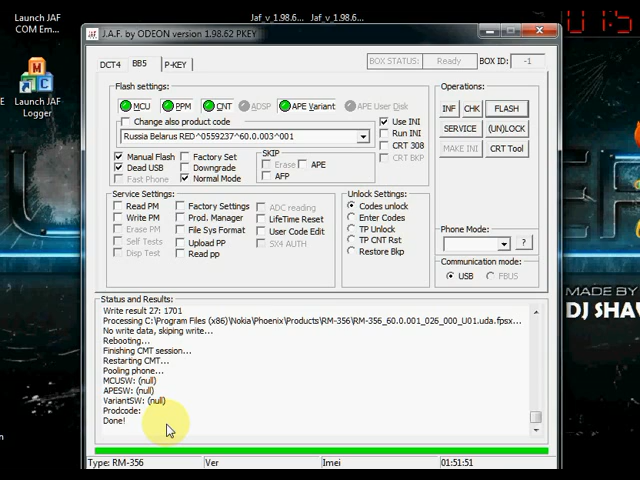 Launch JAF
COM Em...
Jaf_v_1.98.6... Jaf_v_1.98.6...
01:5
J.A.F. by ODEON version 1.98.62 PKEY
DCT4 BB5 P-KEY
BOX STATUS: Ready BOX ID: -1
Launch JAF
Logger
Flash settings:
MCU PPM CNT ADSP APE Variant APE User Disk
Change also product code
Russia Belarus RED^0559237^60.0.003^001
Use INI
Run INI
CRT 308
CRT BKP
Manual Flash Factory Set
Dead USB Downgrade
Fast Phone Normal Mode
SKIP
Erase APE
AFP
Operations:
INF CHK FLASH
SERVICE (UN)LOCK
MAKE INI CRT Tool
Service Settings:
Read PM Factory Settings ADC reading
Write PM Prod. Manager LifeTime Reset
Erase PM File Sys Format User Code Edit
Self Tests Upload PP SX4 AUTH
Disp Test Read pp
Unlock Settings:
Codes unlock
Enter Codes
TP Unlock
TP CNT Rst
Restore Bkp
Phone Mode:
?
Communication mode:
USB FBUS
MADE BY
DJ SHAV
Status and Results:
Write result 27: 1701
Processing C:\Program Files (x86)\Nokia\Phoenix\Products\RM-356\RM-356_60.0.001_026_000_U01.uda.fpsx...
No write data, skiping write...
Rebooting...
Finishing CMT session...
Restarting CMT...
Pooling phone...
MCUSW: (null)
APESW: (null)
VariantSW: (null)
Prodcode:
Done!
Type: RM-356 Ver Imei 01:51:51